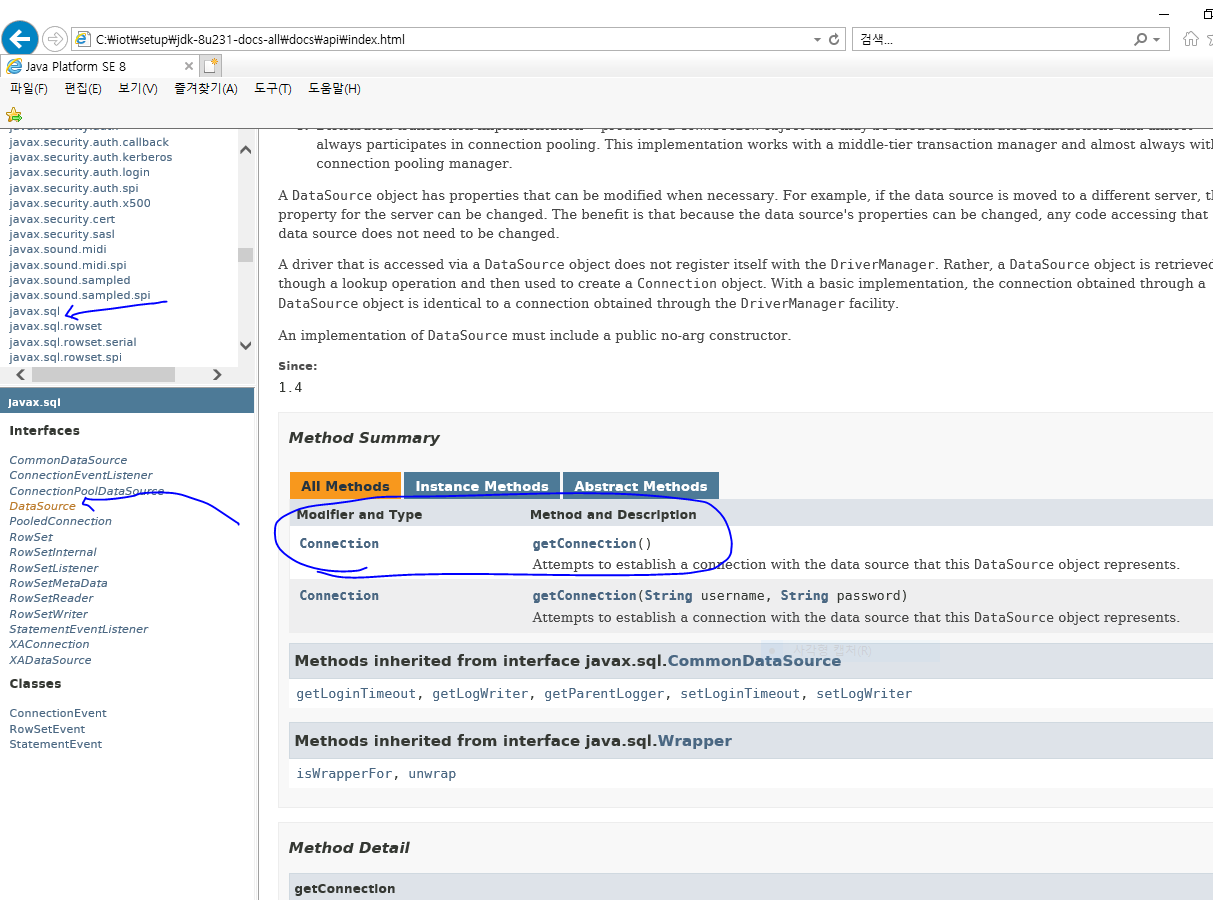 C:\iot\setup\jdk-8u231-docs-all\docs\api\index.html
검색...
Java Platform SE 8
파일(F) 편집(E) 보기(V) 즐겨찾기(A) 도구(T) 도움말(H)
javax.security.auth.callback
javax.security.auth.kerberos
javax.security.auth.login
javax.security.auth.spi
javax.security.auth.x500
javax.security.cert
javax.security.sasl
javax.sound.midi
javax.sound.midi.spi
javax.sound.sampled
javax.sound.sampled.spi
javax.sql
javax.sql.rowset
javax.sql.rowset.serial
javax.sql.rowset.spi
javax.sql
Interfaces
CommonDataSource
ConnectionEventListener
ConnectionPoolDataSource
DataSource
PooledConnection
RowSet
RowSetInternal
RowSetListener
RowSetMetaData
RowSetReader
RowSetWriter
StatementEventListener
XAConnection
XADataSource
Classes
ConnectionEvent
RowSetEvent
StatementEvent
always participates in connection pooling. This implementation works with a middle-tier transaction manager and almost always wit
connection pooling manager.
A DataSource object has properties that can be modified when necessary. For example, if the data source is moved to a different server, t
property for the server can be changed. The benefit is that because the data source's properties can be changed, any code accessing that
data source does not need to be changed.
A driver that is accessed via a DataSource object does not register itself with the DriverManager. Rather, a DataSource object is retrieved
though a lookup operation and then used to create a Connection object. With a basic implementation, the connection obtained through a
DataSource object is identical to a connection obtained through the DriverManager facility.
An implementation of DataSource must include a public no-arg constructor.
Since:
1.4
Method Summary
All Methods Instance Methods Abstract Methods
Modifier and Type Method and Description
Connection getConnection()
Attempts to establish a connection with the data source that this DataSource object represents.
Connection getConnection(String username, String password)
Attempts to establish a connection with the data source that this DataSource object represents.
사각형 캡처(R)
Methods inherited from interface javax.sql.CommonDataSource
getLoginTimeout, getLogWriter, getParentLogger, setLoginTimeout, setLogWriter
Methods inherited from interface java.sql.Wrapper
isWrapperFor, unwrap
Method Detail
getConnection